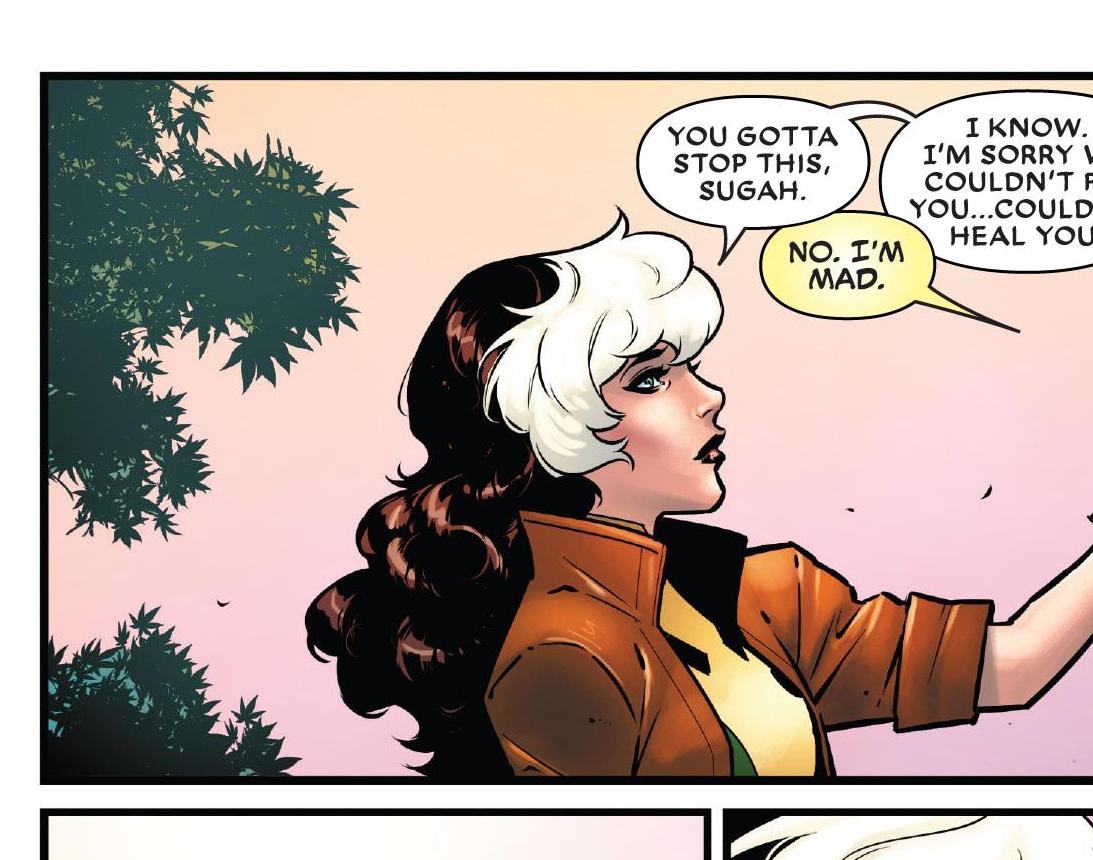 YOU GOTTA
STOP THIS,
SUGAH.
I KNOW.
I'M SORRY
COULDN'T
YOU...COULD
HEAL YOU
NO. I'M
MAD.